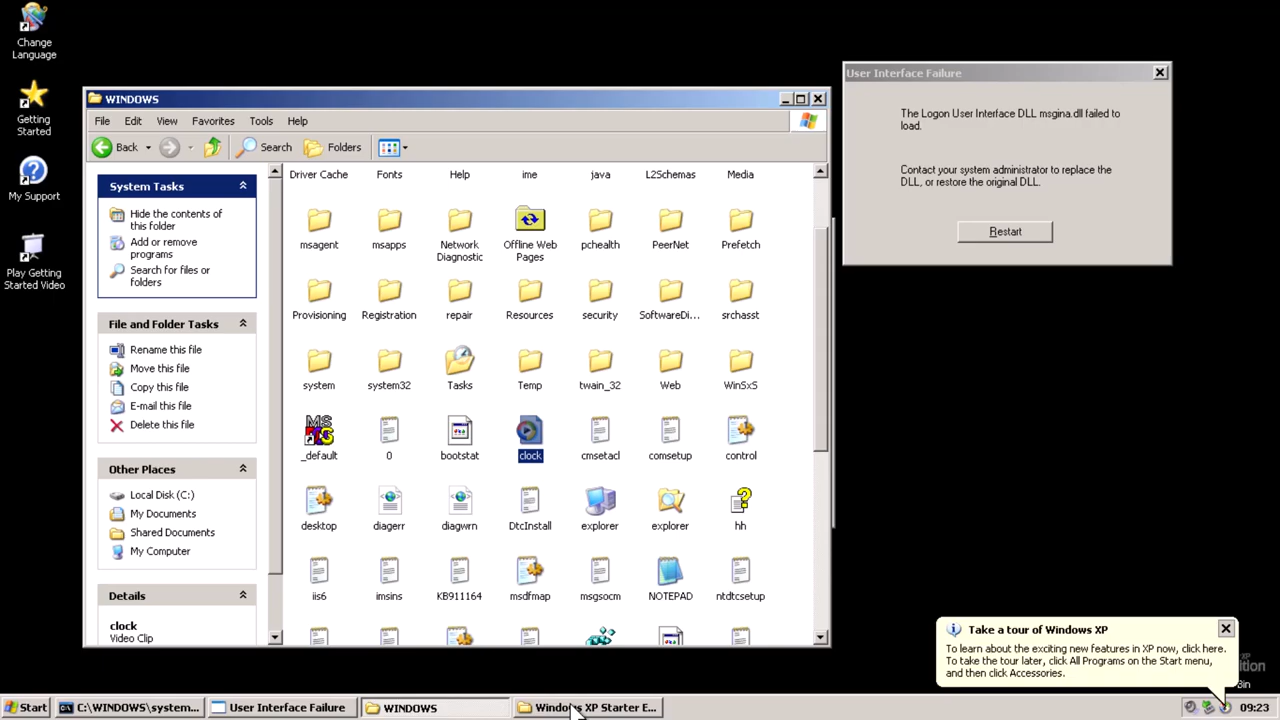 Change
Language
Getting
Started
My Support
Play Getting
Started Video
WINDOWS
File Edit View Favorites Tools Help
Back Search Folders
System Tasks
Hide the contents of
this folder
Add or remove
programs
Search for files or
folders
File and Folder Tasks
Rename this file
Move this file
Copy this file
E-mail this file
Delete this file
Other Places
Local Disk (C:)
My Documents
Shared Documents
My Computer
Details
clock
Video Clip
Driver Cache Fonts Help ime java L2Schemas Media
msagent msapps Network Diagnostic Offline Web Pages pchealth PeerNet Prefetch
Provisioning Registration repair Resources security SoftwareDi... srchasst
system system32 Tasks Temp twain_32 Web WinSxS
_default 0 bootstat clock cmsetacl comsetup control
desktop diagerr diagwrn DtcInstall explorer explorer hh
iis6 imsins KB911164 msdfmap msgsocm NOTEPAD ntdtcsetup
User Interface Failure
The Logon User Interface DLL msgina.dll failed to
load.
Contact your system administrator to replace the
DLL, or restore the original DLL.
Restart
Take a tour of Windows XP
To learn about the exciting new features in XP now, click here.
To take the tour later, click All Programs on the Start menu,
and then click Accessories.
Start C:\WINDOWS\system... User Interface Failure WINDOWS Windows XP Starter E... 09:23